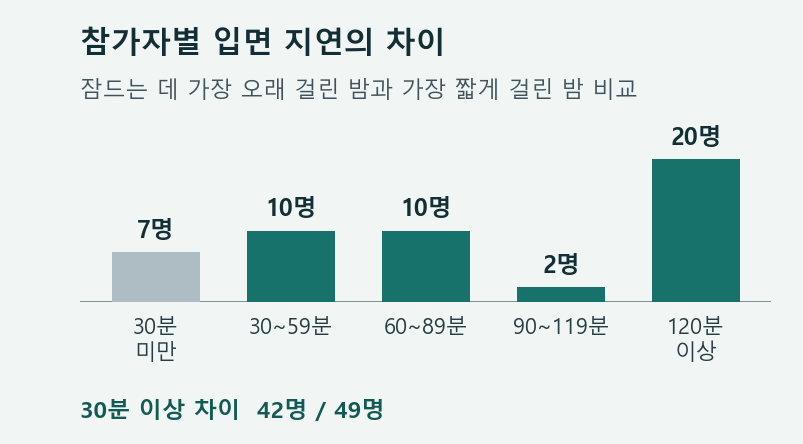 참가자별 입면 지연의 차이
잠드는 데 가장 오래 걸린 밤과 가장 짧게 걸린 밤 비교
7명
10명
10명
2명
20명
30분
미만
30~59분
60~89분
90~119분
120분
이상
30분 이상 차이 42명 / 49명